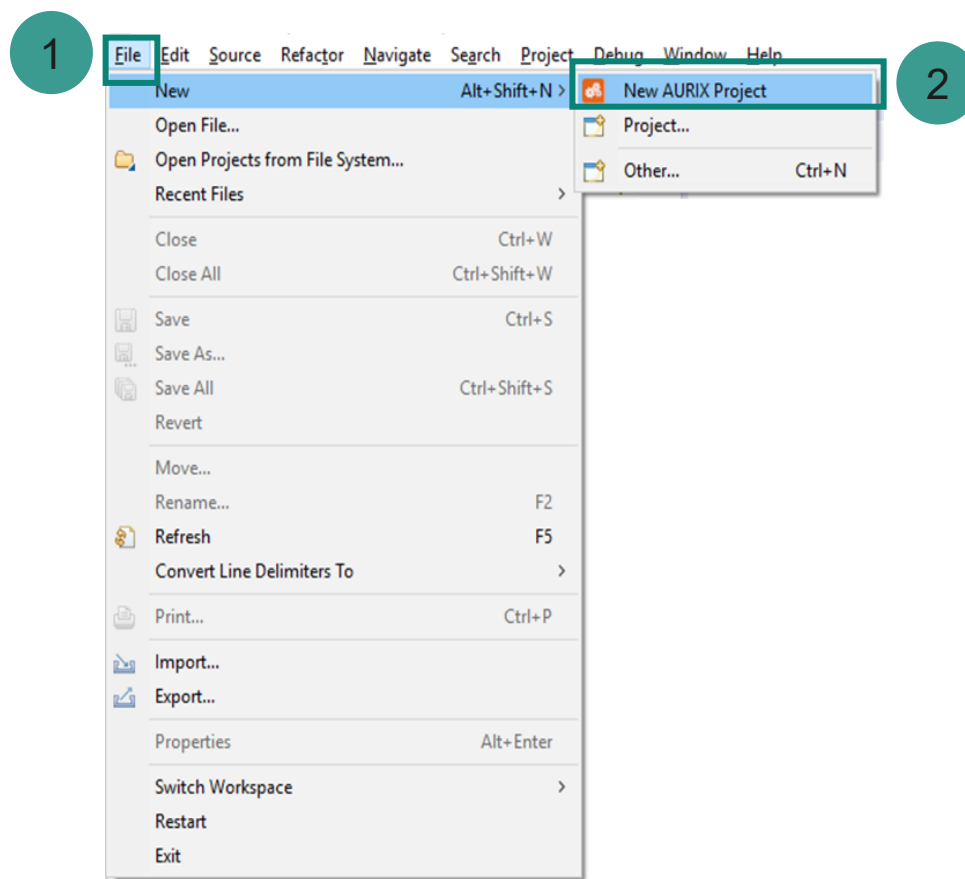 1
File Edit Source Refactor Navigate Search Project Debug Window Help
New Alt+Shift+N >
New AURIX Project
2
Open File...
Project...
Open Projects from File System...
Other... Ctrl+N
Recent Files >
Close Ctrl+W
Close All Ctrl+Shift+W
Save Ctrl+S
Save As...
Save All Ctrl+Shift+S
Revert
Move...
Rename... F2
Refresh F5
Convert Line Delimiters To >
Print... Ctrl+P
Import...
Export...
Properties Alt+Enter
Switch Workspace >
Restart
Exit